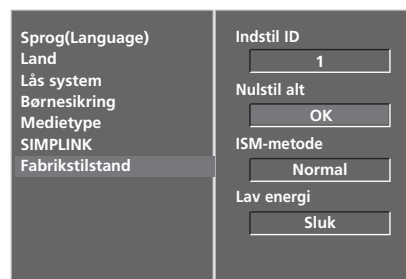 Sprog(Language)
Land
Lås system
Børnesikring
Medietype
SIMPLINK
Fabrikstilstand
Indstil ID
1
Nulstil alt
OK
ISM-metode
Normal
Lav energi
Sluk